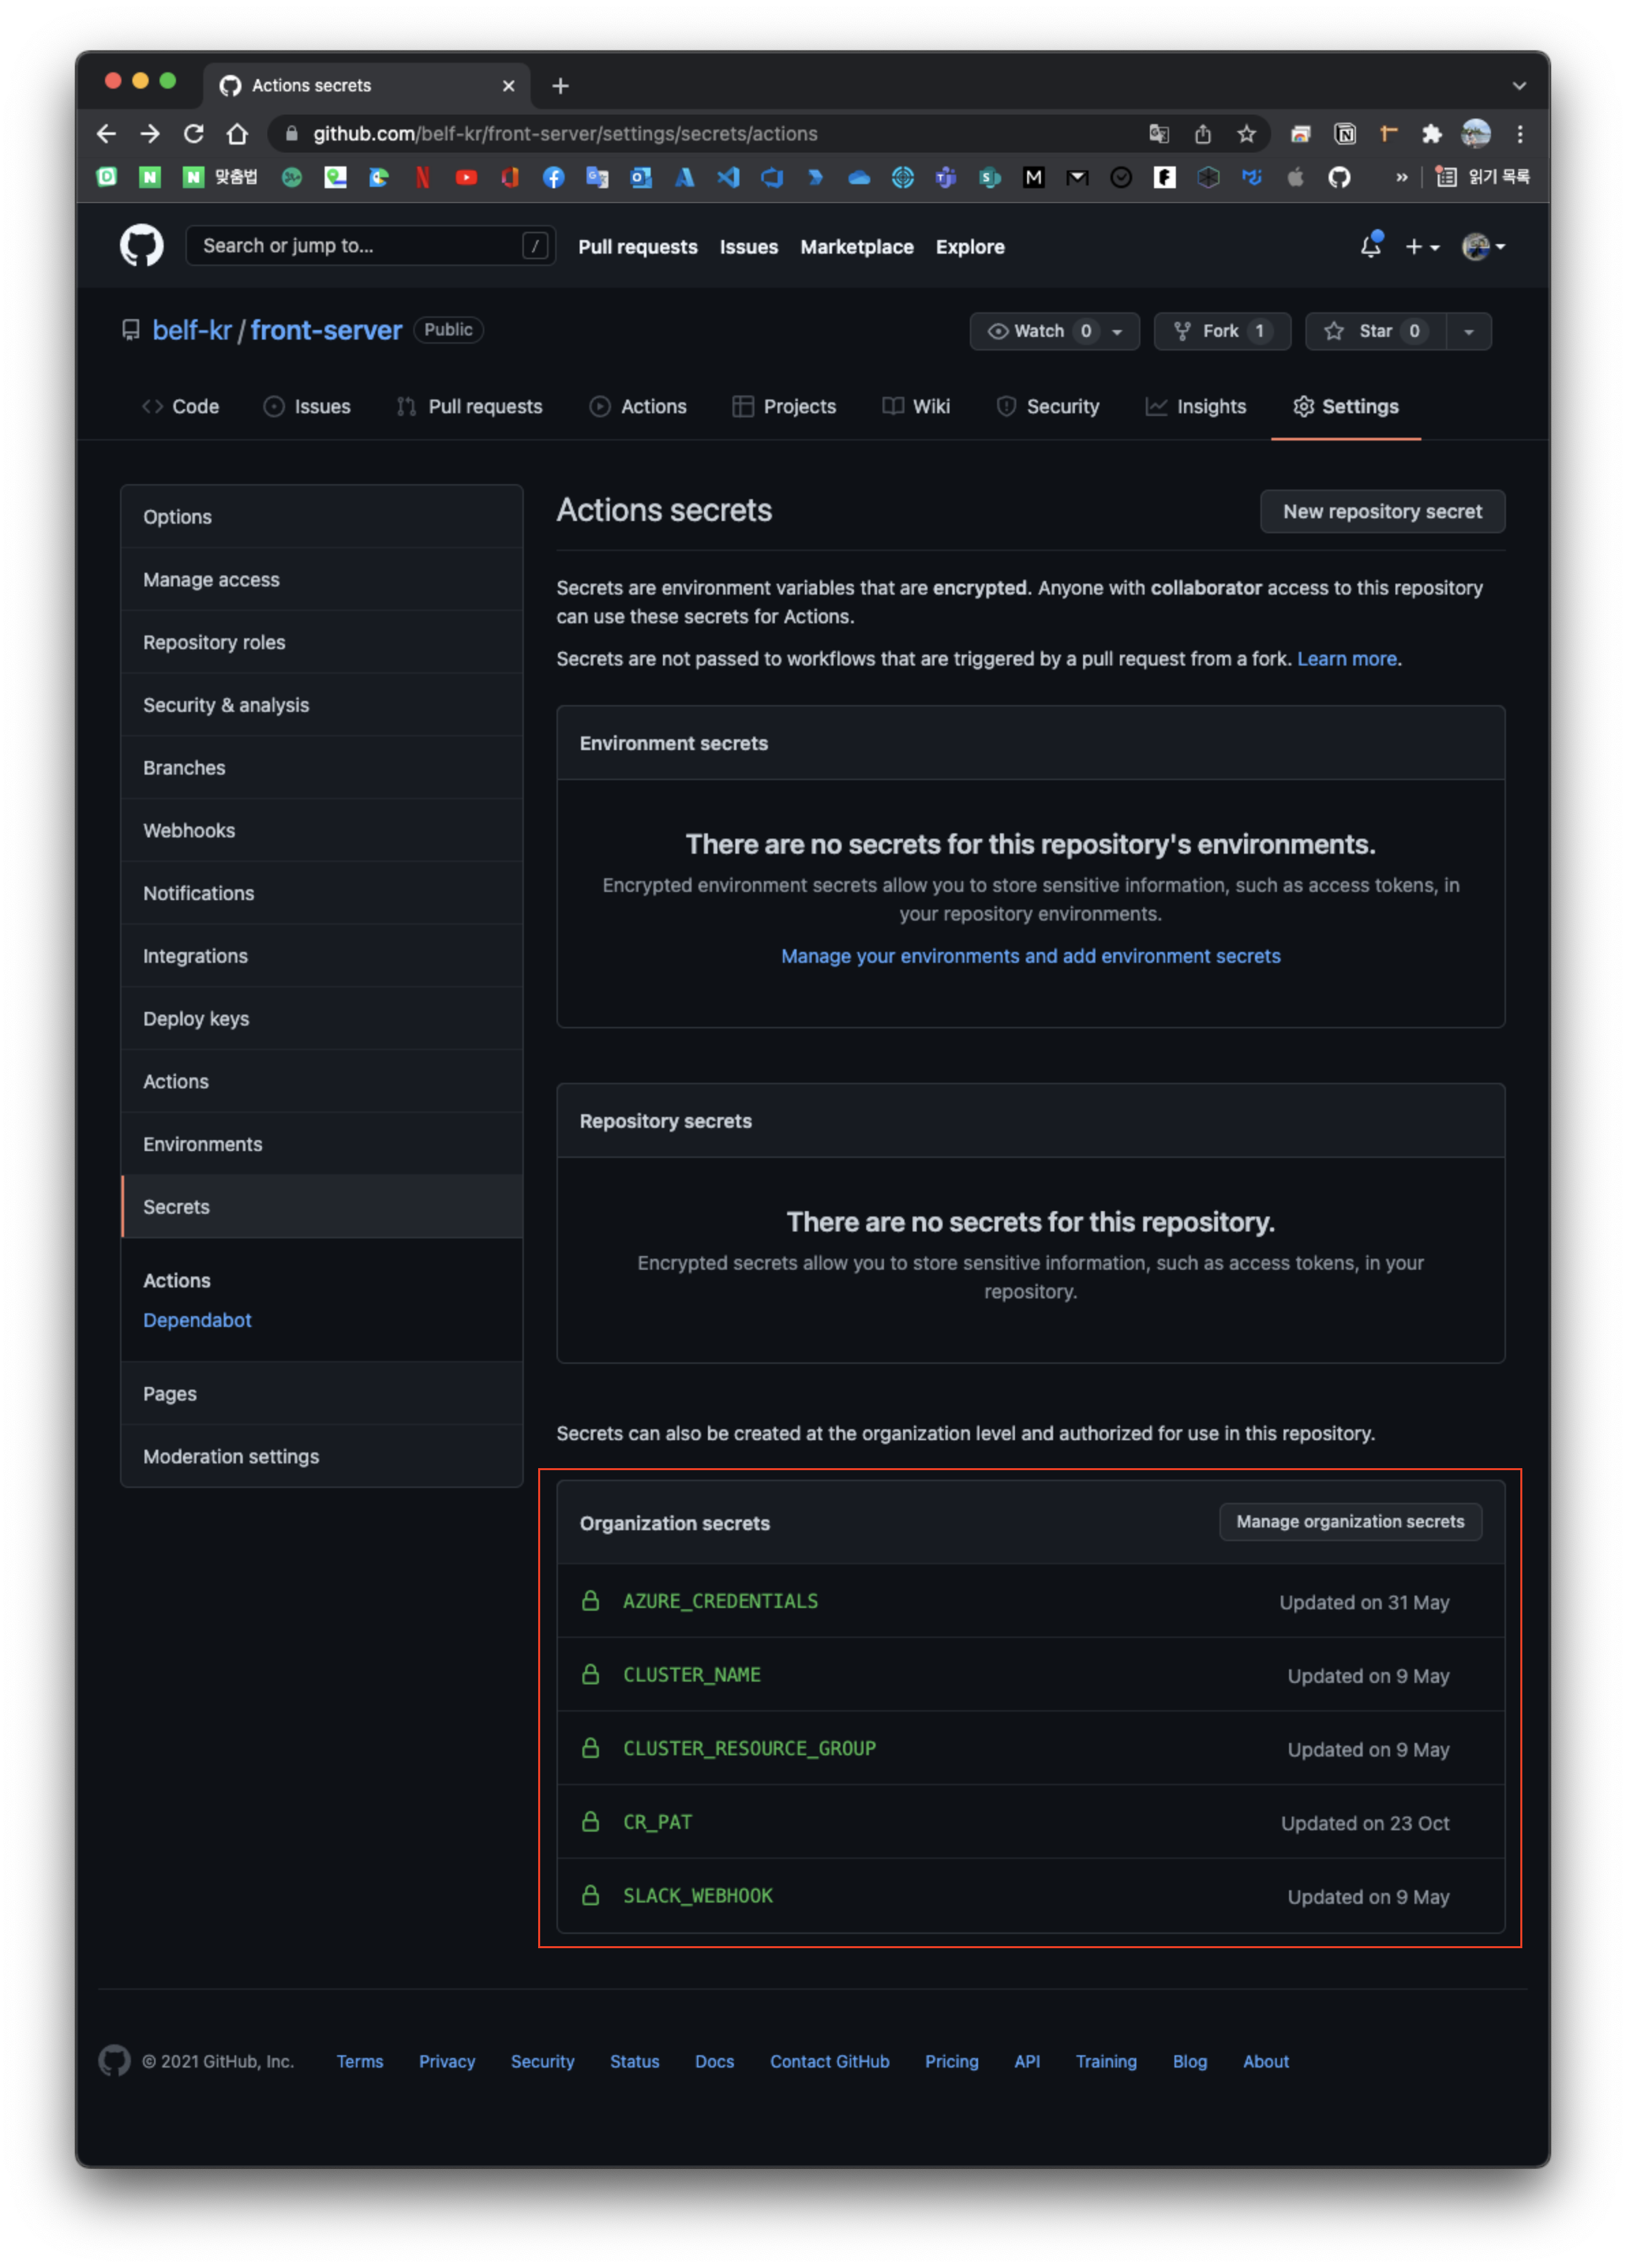 Actions secrets
github.com/belf-kr/front-server/settings/secrets/actions
맞춤법
읽기 목록
Search or jump to... /
Pull requests Issues Marketplace Explore
belf-kr / front-server Public
Watch 0 Fork 1 Star 0
Code Issues Pull requests Actions Projects Wiki Security Insights Settings
Options
Manage access
Repository roles
Security & analysis
Branches
Webhooks
Notifications
Integrations
Deploy keys
Actions
Environments
Secrets
Actions
Dependabot
Pages
Moderation settings
Actions secrets
New repository secret
Secrets are environment variables that are encrypted. Anyone with collaborator access to this repository
can use these secrets for Actions.
Secrets are not passed to workflows that are triggered by a pull request from a fork. Learn more.
Environment secrets
There are no secrets for this repository's environments.
Encrypted environment secrets allow you to store sensitive information, such as access tokens, in
your repository environments.
Manage your environments and add environment secrets
Repository secrets
There are no secrets for this repository.
Encrypted secrets allow you to store sensitive information, such as access tokens, in your
repository.
Secrets can also be created at the organization level and authorized for use in this repository.
Organization secrets
Manage organization secrets
AZURE_CREDENTIALS Updated on 31 May
CLUSTER_NAME Updated on 9 May
CLUSTER_RESOURCE_GROUP Updated on 9 May
CR_PAT Updated on 23 Oct
SLACK_WEBHOOK Updated on 9 May
© 2021 GitHub, Inc. Terms Privacy Security Status Docs Contact GitHub Pricing API Training Blog About